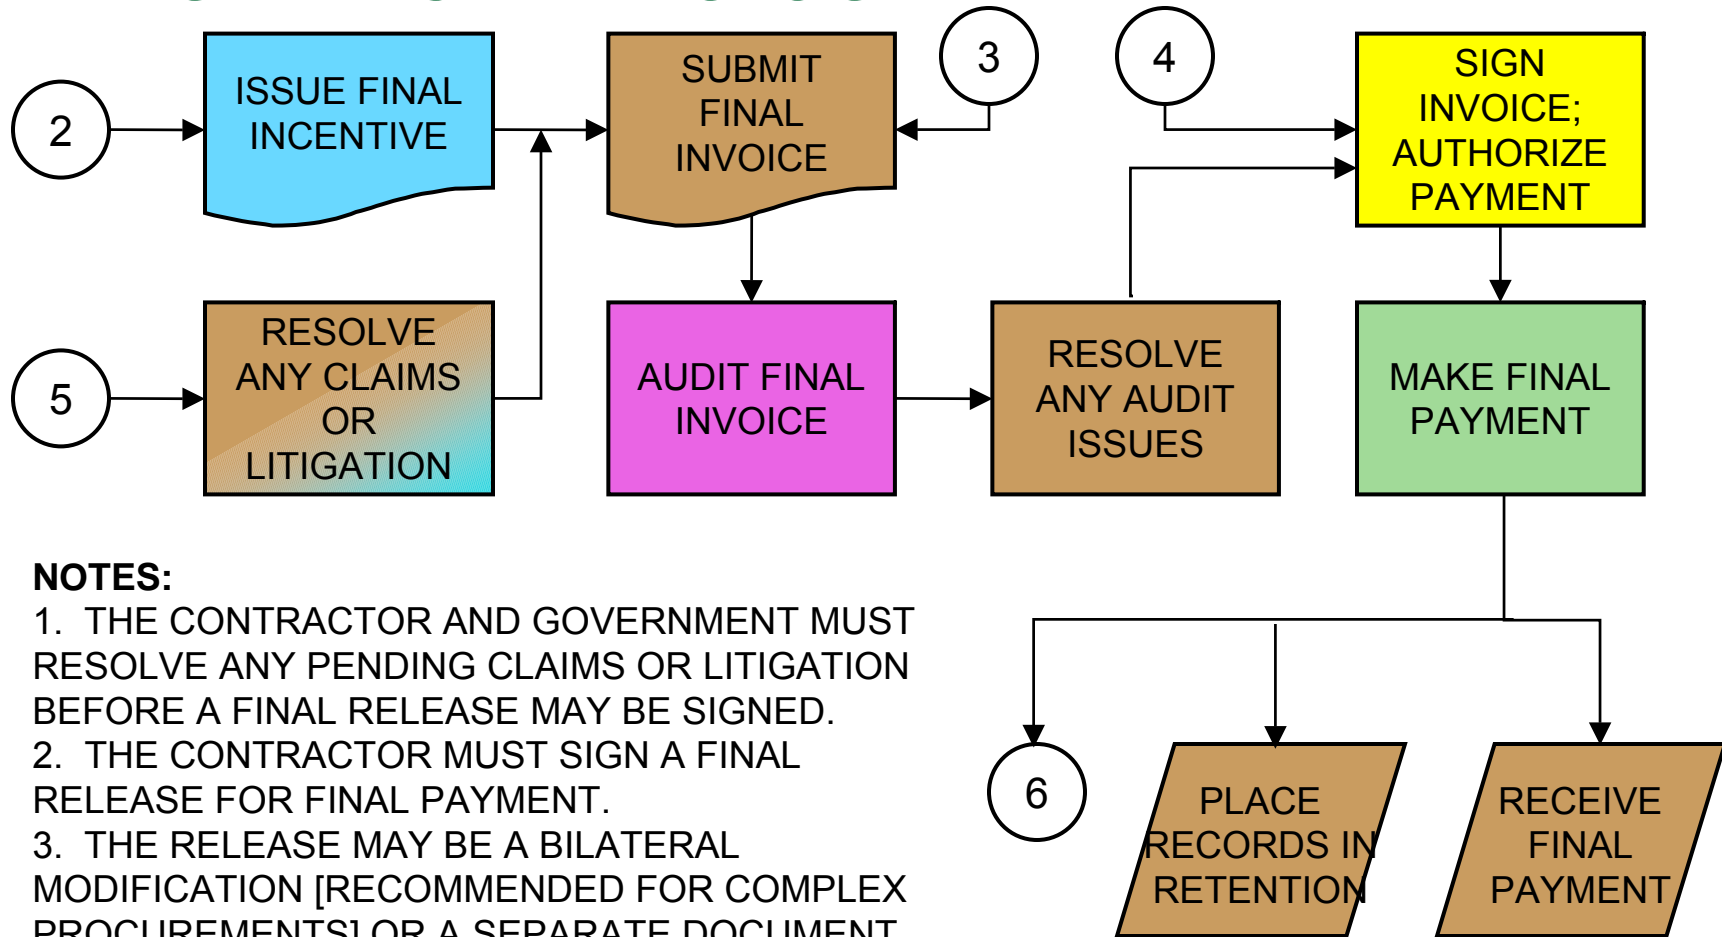 2
ISSUE FINAL
INCENTIVE
SUBMIT
FINAL
INVOICE
3
4
SIGN
INVOICE;
AUTHORIZE
PAYMENT
5
RESOLVE
ANY CLAIMS
OR
LITIGATION
AUDIT FINAL
INVOICE
RESOLVE
ANY AUDIT
ISSUES
MAKE FINAL
PAYMENT
NOTES:
1. THE CONTRACTOR AND GOVERNMENT MUST
RESOLVE ANY PENDING CLAIMS OR LITIGATION
BEFORE A FINAL RELEASE MAY BE SIGNED.
2. THE CONTRACTOR MUST SIGN A FINAL
RELEASE FOR FINAL PAYMENT.
3. THE RELEASE MAY BE A BILATERAL
MODIFICATION [RECOMMENDED FOR COMPLEX
PROCUREMENTS] OR A SEPARATE DOCUMENT
6
PLACE
RECORDS IN
RETENTION
RECEIVE
FINAL
PAYMENT